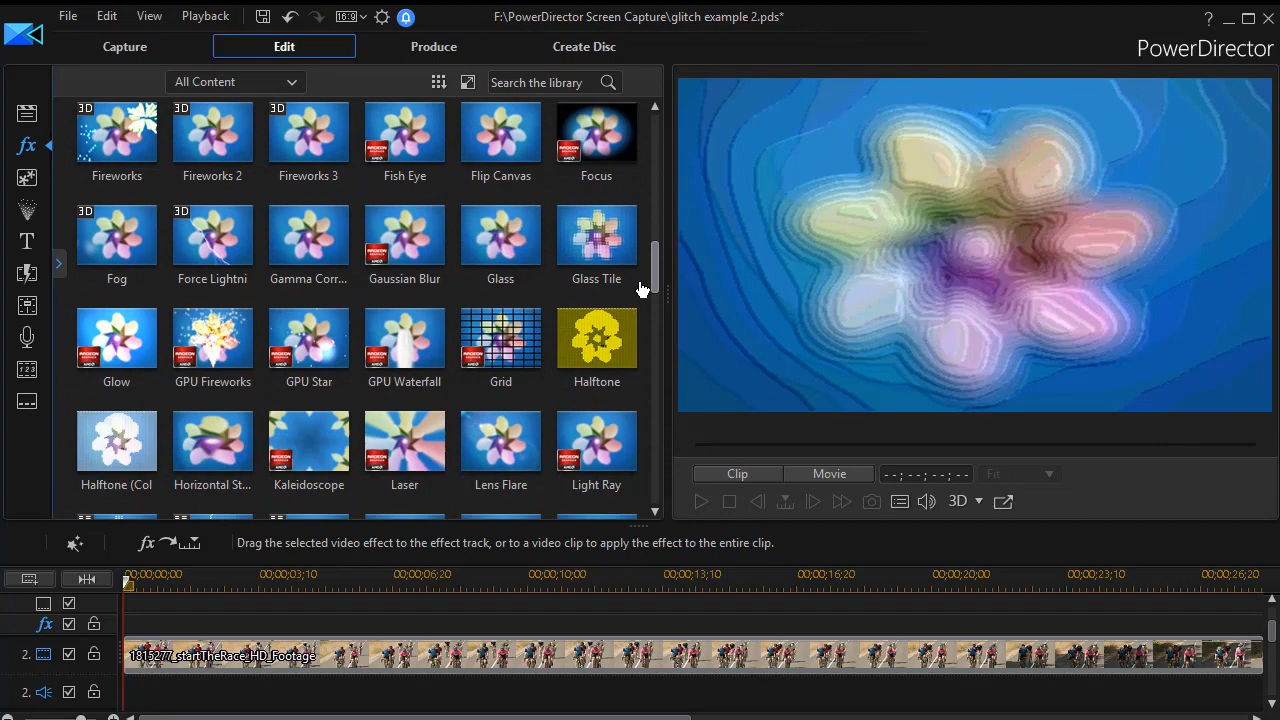 File Edit View Playback 16:9 F:\PowerDirector Screen Capture\glitch example 2.pds* ?
Capture Edit Produce Create Disc PowerDirector
All Content Search the library
3D 3D 3D
Fireworks Fireworks 2 Fireworks 3 Fish Eye Flip Canvas Focus
3D 3D
Fog Force Lightni Gamma Corr... Gaussian Blur Glass Glass Tile
Glow GPU Fireworks GPU Star GPU Waterfall Grid Halftone
Halftone (Col Horizontal St... Kaleidoscope Laser Lens Flare Light Ray
fx
T
123
Clip Movie --;--;--;-- Fit
3D
fx Drag the selected video effect to the effect track, or to a video clip to apply the effect to the entire clip.
00;00;00;00 00;00;03;10 00;00;06;20 00;00;10;00 00;00;13;10 00;00;16;20 00;00;20;00 00;00;23;10 00;00;26;20
fx
2. 1815277_startTheRace_HD_Footage
2.